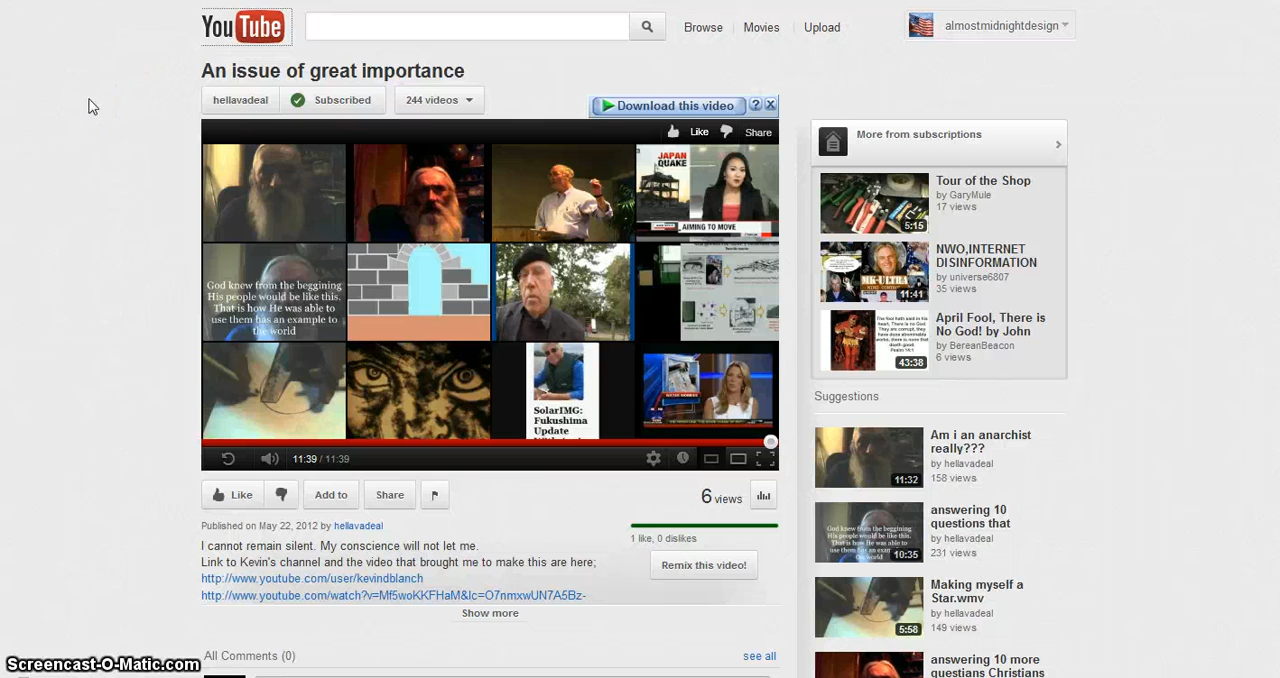 YouTube
Browse
Movies
Upload
almostmidnightdesign
An issue of great importance
hellavadeal
Subscribed
244 videos
Download this video
?
X
Like
Share
JAPAN
QUAKE
AIMING TO MOVE
God knew from the beggining
His people would be like this.
That is how He was able to
use them has an example to
the world
SolarIMG:
Fukushima
Update
11:39 / 11:39
Like
Add to
Share
6 views
Published on May 22, 2012 by hellavadeal
1 like, 0 dislikes
I cannot remain silent. My conscience will not let me.
Link to Kevin's channel and the video that brought me to make this are here;
http://www.youtube.com/user/kevindblanch
http://www.youtube.com/watch?v=Mf5woKKFHaM&lc=O7nmxwUN7A5Bz-
Remix this video!
Show more
All Comments (0)
see all
More from subscriptions
Tour of the Shop
by GaryMule
17 views
5:15
NWO,INTERNET
DISINFORMATION
by universe6807
35 views
MK-ULTRA
11:41
April Fool, There is
No God! by John
by BereanBeacon
6 views
43:38
Suggestions
Am i an anarchist
really???
by hellavadeal
158 views
11:32
answering 10
questions that
by hellavadeal
231 views
10:35
Making myself a
Star.wmv
by hellavadeal
149 views
5:58
answering 10 more
questions Christians
Screencast-O-Matic.com